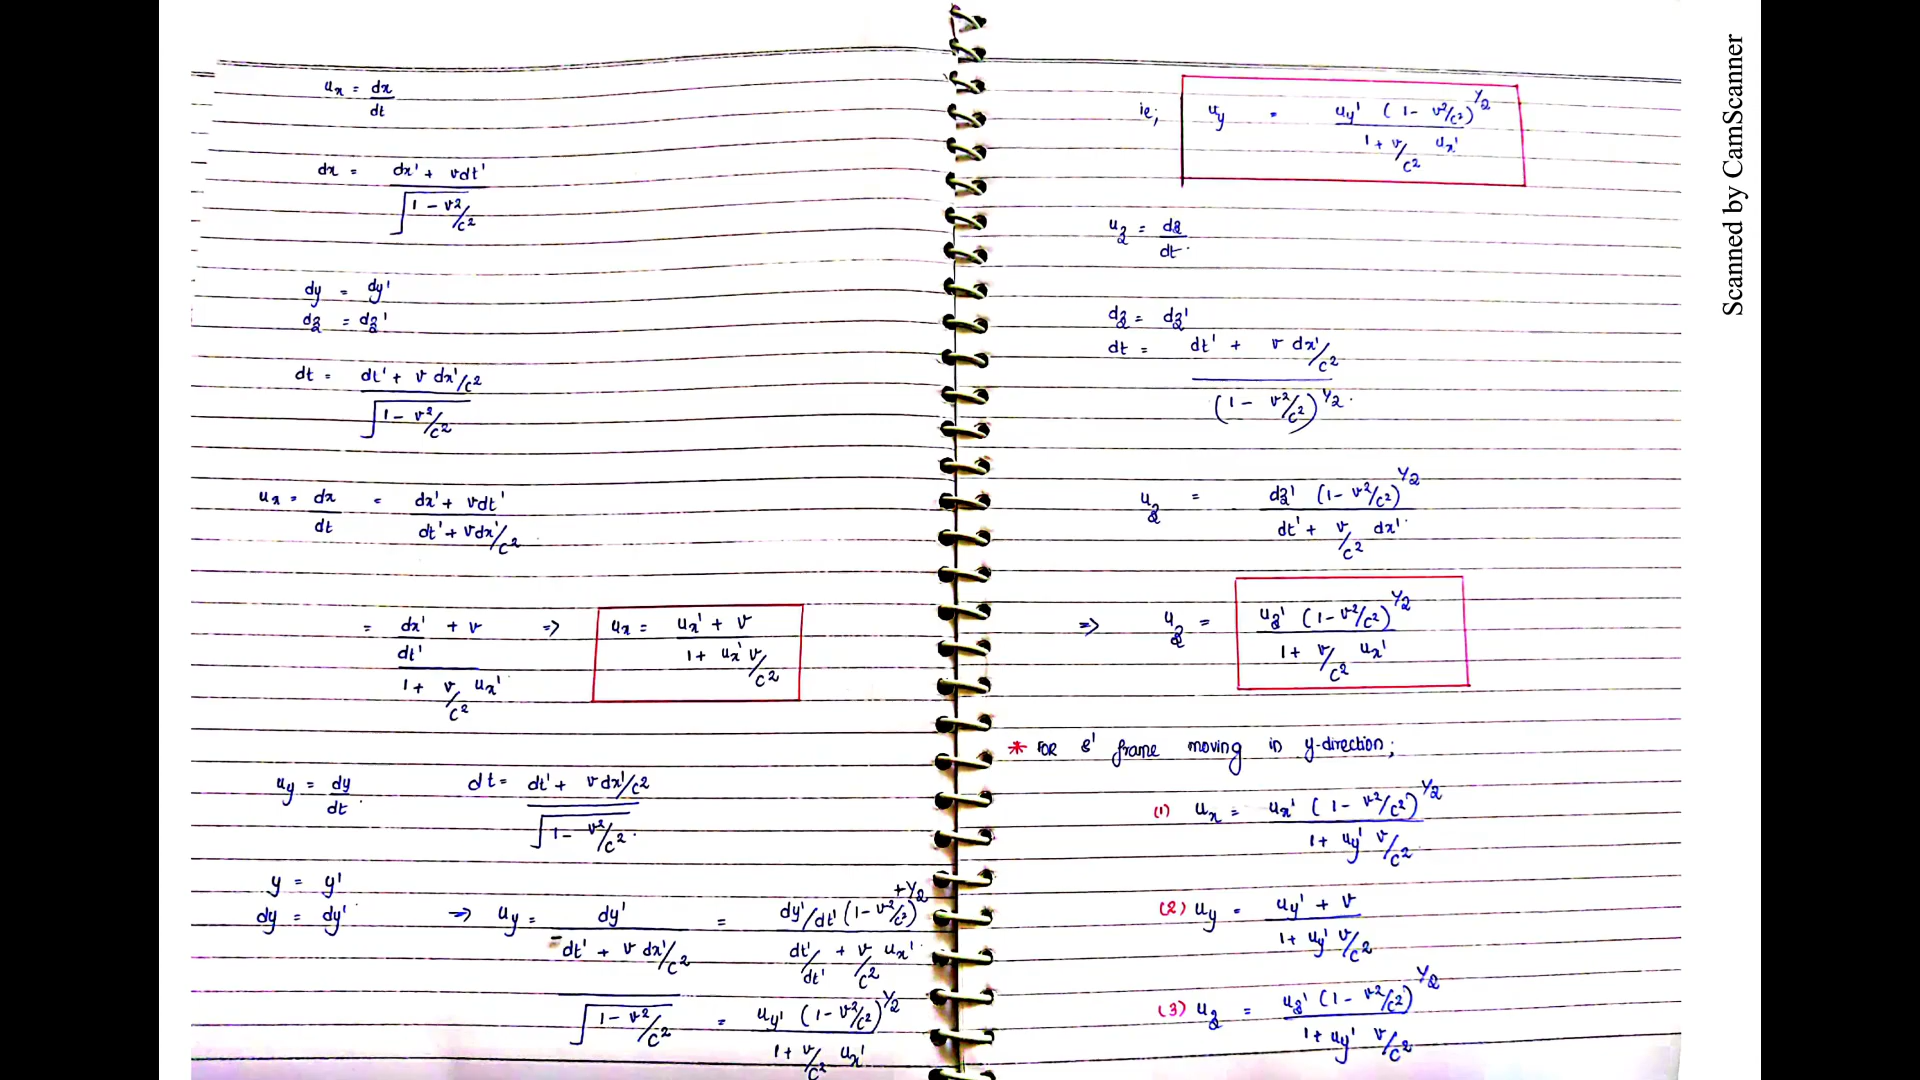 ux = dx/dt
dx = dx' + vdt' / √(1 - v²/c²)
dy = dy'
dz = dz'
dt = dt' + v dx'/c² / √(1 - v²/c²)
ux = dx/dt = dx' + vdt' / dt' + vdx'/c²
= dx'/dt' + v / 1 + v/c² ux' => ux = ux' + v / 1 + ux' v/c²
uy = dy/dt. dt = dt' + v dx'/c² / √(1 - v²/c².)
y = y'
dy = dy' => uy = dy' / dt' + v dx'/c² / √(1 - v²/c²) = dy'/dt' (1 - v²/c²)^+1/2 / dt'/dt' + v/c² ux'
= uy' (1 - v²/c²)^1/2 / 1 + v/c² ux'
ie; uy = uy' (1 - v²/c²)^1/2 / 1 + v/c² ux'
uz = dz/dt.
dz = dz'
dt = dt' + v dx'/c² / (1 - v²/c²)^1/2.
uz = dz' (1 - v²/c²)^1/2 / dt' + v/c² dx'
=> uz = uz' (1 - v²/c²)^1/2 / 1 + v/c² ux'
* FOR S' frame moving in y-direction;
(1) ux = ux' (1 - v²/c²)^1/2 / 1 + uy' v/c²
(2) uy = uy' + v / 1 + uy' v/c²
(3) uz = uz' (1 - v²/c²)^1/2 / 1 + uy' v/c²
Scanned by CamScanner